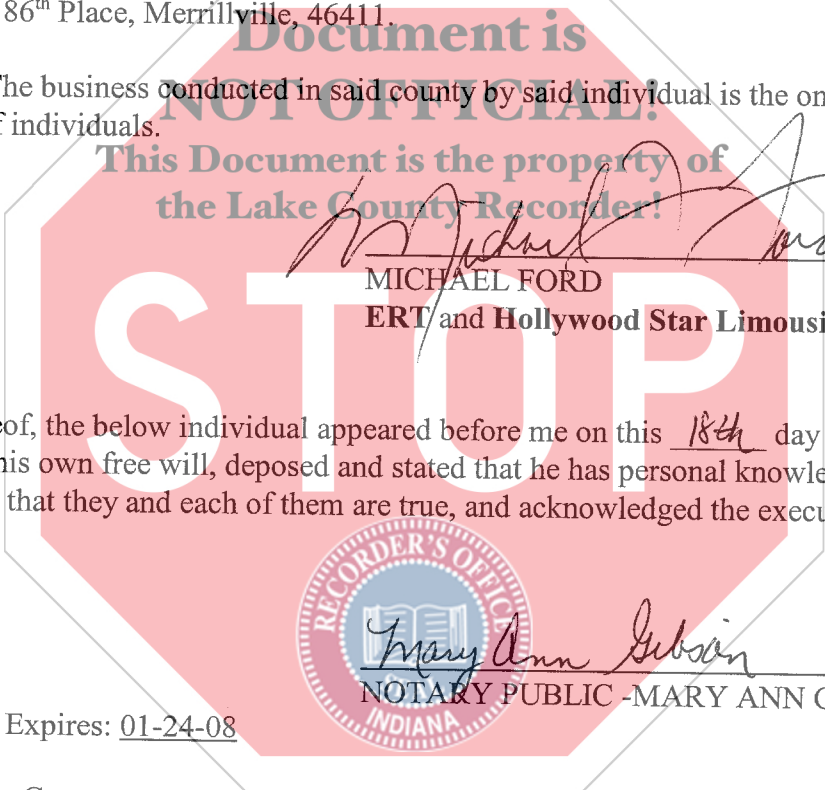 86th Place, Merrillville, 46411.
Document is
NOT OFFICIAL!
The business conducted in said county by said individual is the on
f individuals.
This Document is the property of
the Lake County Recorder!
Michael Ford
MICHAEL FORD
ERT and Hollywood Star Limousi
STOP
eof, the below individual appeared before me on this 18th day
his own free will, deposed and stated that he has personal knowle
that they and each of them are true, and acknowledged the execu
RECORDER'S OFFICE
SEAL
INDIANA
Mary Ann Gibson
NOTARY PUBLIC -MARY ANN G
Expires: 01-24-08